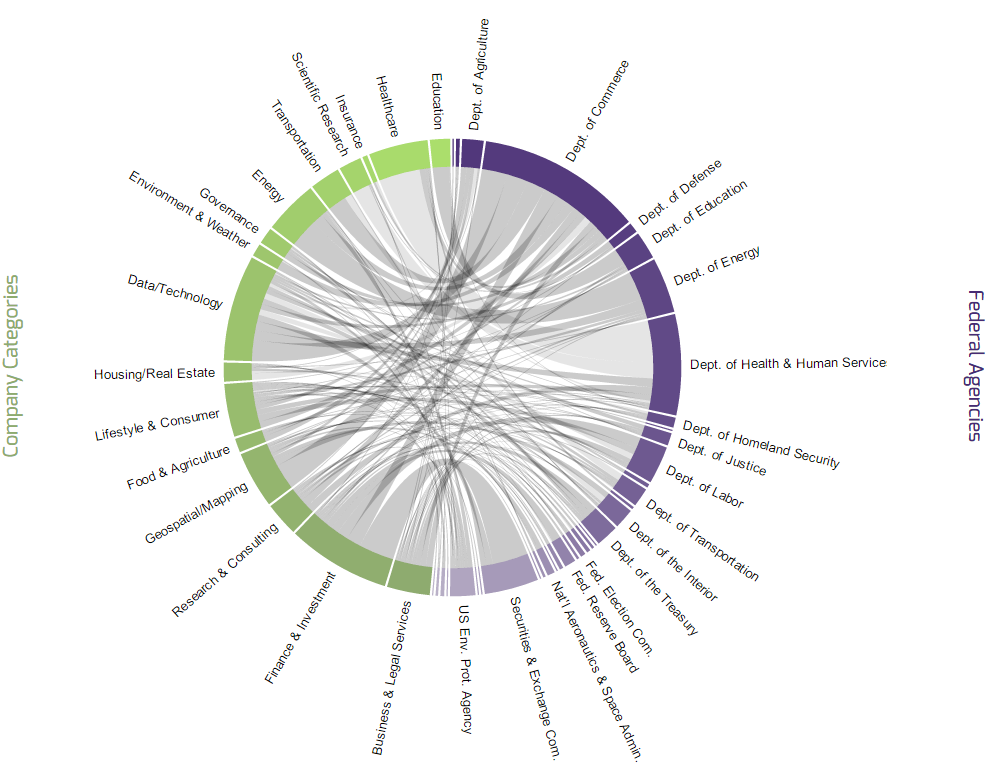 Company Categories
Education
Healthcare
Insurance
Scientific Research
Transportation
Energy
Governance
Environment & Weather
Data/Technology
Housing/Real Estate
Lifestyle & Consumer
Food & Agriculture
Geospatial/Mapping
Research & Consulting
Finance & Investment
Business & Legal Services
Federal Agencies
Dept. of Agriculture
Dept. of Commerce
Dept. of Defense
Dept. of Education
Dept. of Energy
Dept. of Health & Human Service
Dept. of Homeland Security
Dept. of Justice
Dept. of Labor
Dept. of Transportation
Dept. of the Interior
Dept. of the Treasury
Fed. Election Com.
Fed. Reserve Board
Nat'l Aeronautics & Space Admin.
Securities & Exchange Com.
US Env. Prot. Agency